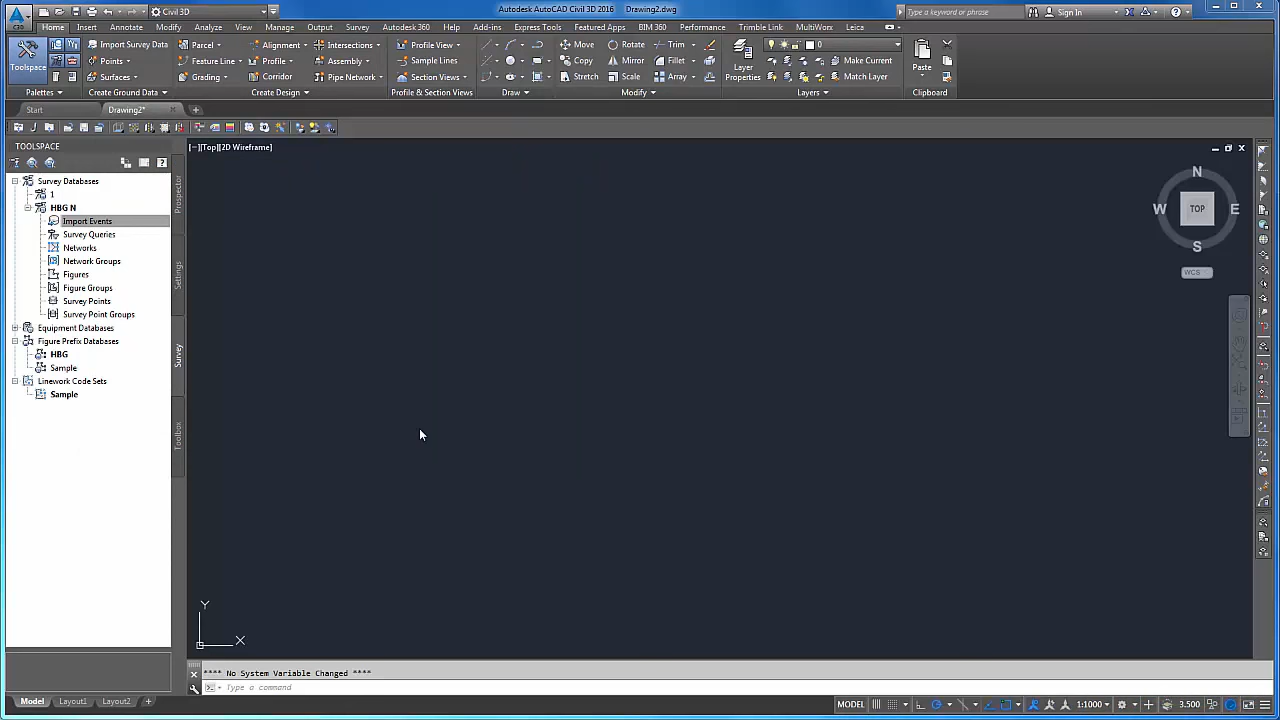 Civil 3D
Autodesk AutoCAD Civil 3D 2016 Drawing2.dwg
Type a keyword or phrase
Sign In
Home Insert Annotate Modify Analyze View Manage Output Survey Autodesk 360 Help Add-ins Express Tools Featured Apps BIM 360 Performance Trimble Link MultiWorx Leica
Toolspace
Import Survey Data
Points
Surfaces
Parcel
Feature Line
Grading
Alignment
Profile
Corridor
Intersections
Assembly
Pipe Network
Profile View
Sample Lines
Section Views
Move
Copy
Stretch
Rotate
Mirror
Scale
Trim
Fillet
Array
Layer
Properties
0
Make Current
Match Layer
Paste
Palettes Create Ground Data Create Design Profile & Section Views Draw Modify Layers Clipboard
Start Drawing2*
TOOLSPACE
[−][Top][2D Wireframe]
Survey Databases
1
HBG N
Import Events
Survey Queries
Networks
Network Groups
Figures
Figure Groups
Survey Points
Survey Point Groups
Equipment Databases
Figure Prefix Databases
HBG
Sample
Linework Code Sets
Sample
Prospector
Settings
Survey
Toolbox
N
W TOP E
S
WCS
Y
X
**** No System Variable Changed ****
Type a command
Model Layout1 Layout2
MODEL 1:1000 3.500